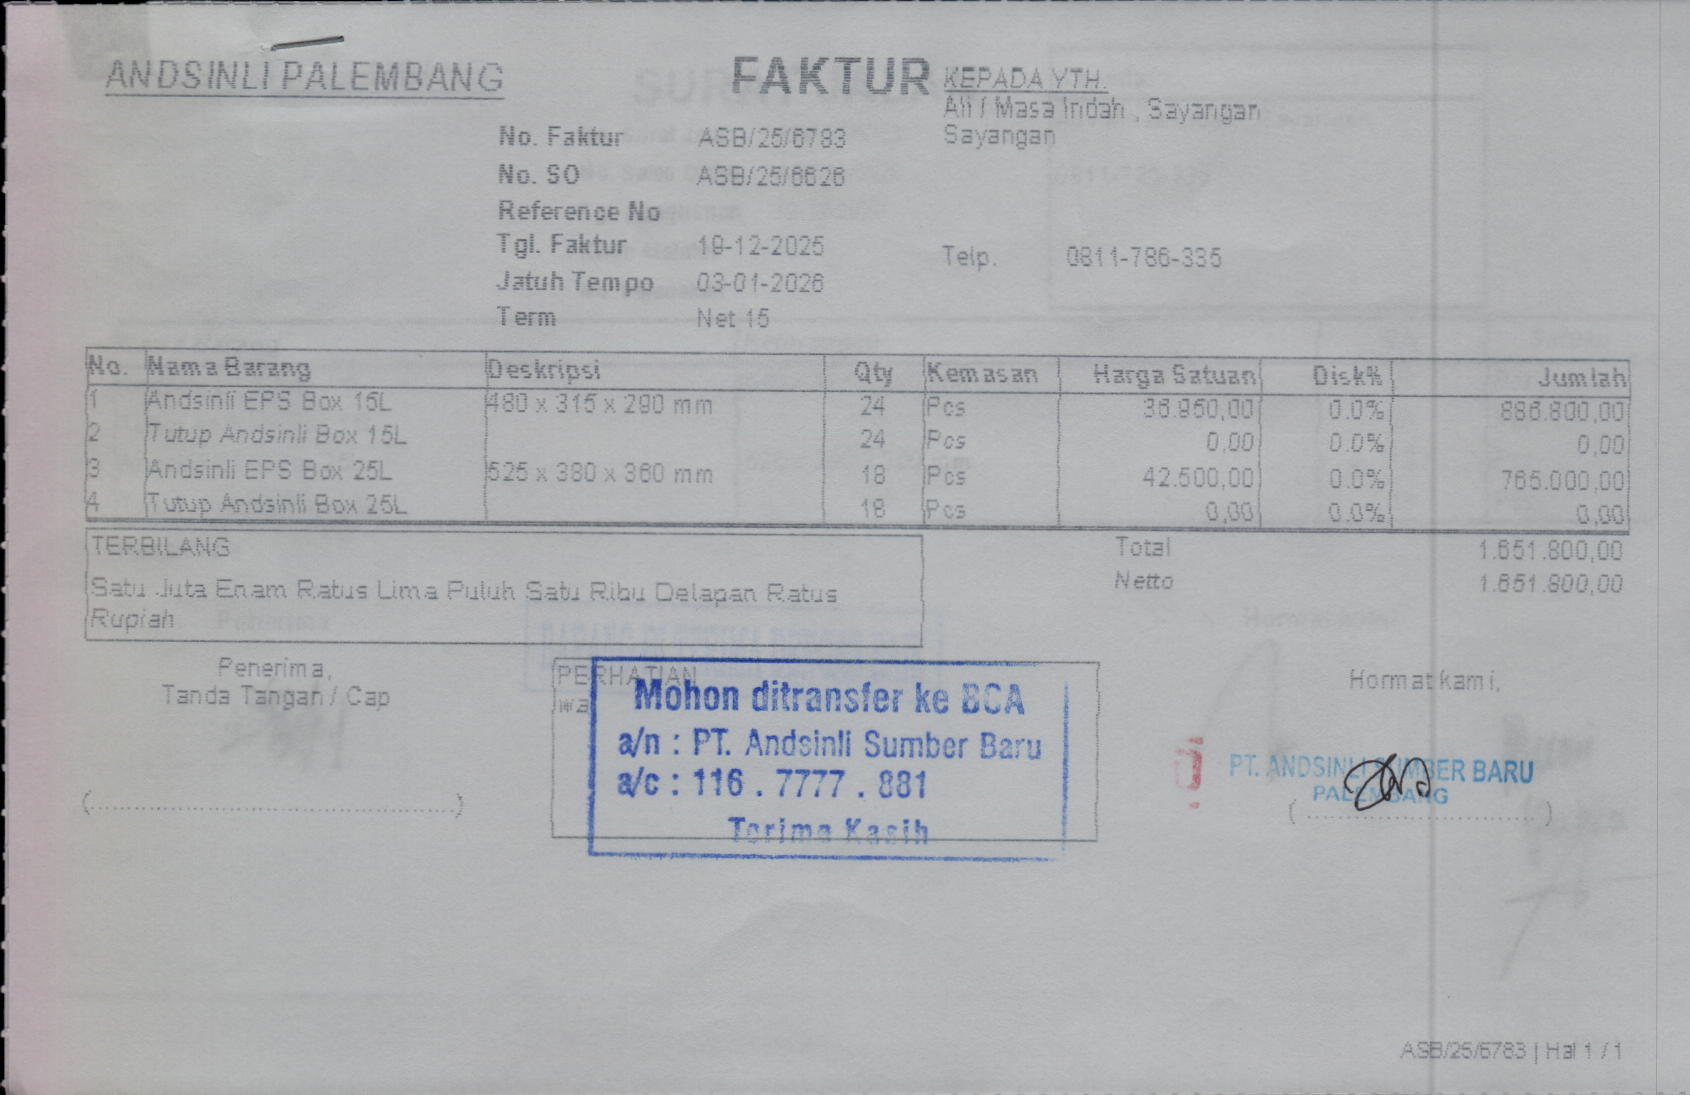 ANDSINLI PALEMBANG
FAKTUR
KEPADA YTH.
Ali / Masa Indah , Sayangan
Sayangan
No. Faktur ASB/25/6783
No. SO ASB/25/6626
Reference No
Tgl. Faktur 19-12-2025
Telp. 0811-786-335
Jatuh Tempo 03-01-2026
Term Net 15
No. Nama Barang Deskripsi Qty Kemasan Harga Satuan Disk% Jumlah
1 Andsinli EPS Box 15L 480 x 315 x 290 mm 24 Pcs 36.950,00 0.0% 886.800,00
2 Tutup Andsinli Box 15L 24 Pcs 0,00 0.0% 0,00
3 Andsinli EPS Box 25L 525 x 380 x 360 mm 18 Pcs 42.500,00 0.0% 765.000,00
4 Tutup Andsinli Box 25L 18 Pcs 0,00 0.0% 0,00
TERBILANG
Satu Juta Enam Ratus Lima Puluh Satu Ribu Delapan Ratus
Rupiah
Total 1.651.800,00
Netto 1.651.800,00
Penerima,
Tanda Tangan / Cap
(..........................................................)
PERHATIAN
Mohon ditransfer ke BCA
a/n : PT. Andsinli Sumber Baru
a/c : 116 . 7777 . 881
Terima Kasih
Hormat kami,
PT. ANDSINLI SUMBER BARU
PALEMBANG
(....................................)
ASB/25/6783 | Hal 1 / 1